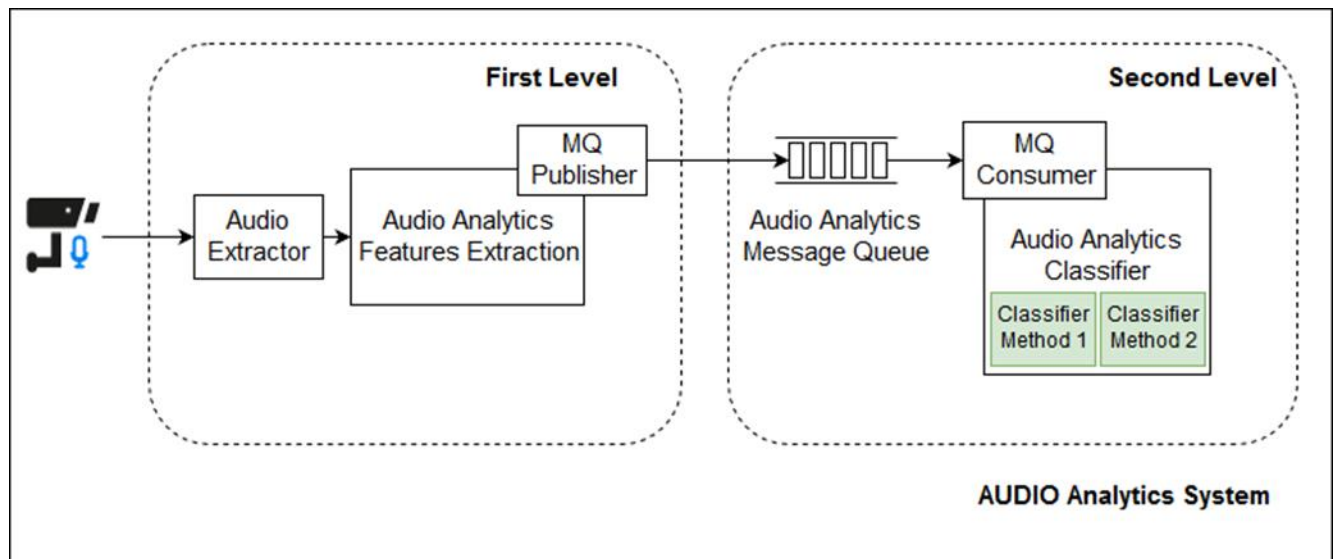 First Level
Second Level
MQ
Publisher
MQ
Consumer
Audio
Extractor
Audio Analytics
Features Extraction
Audio Analytics
Message Queue
Audio Analytics
Classifier
Classifier
Method 1
Classifier
Method 2
AUDIO Analytics System